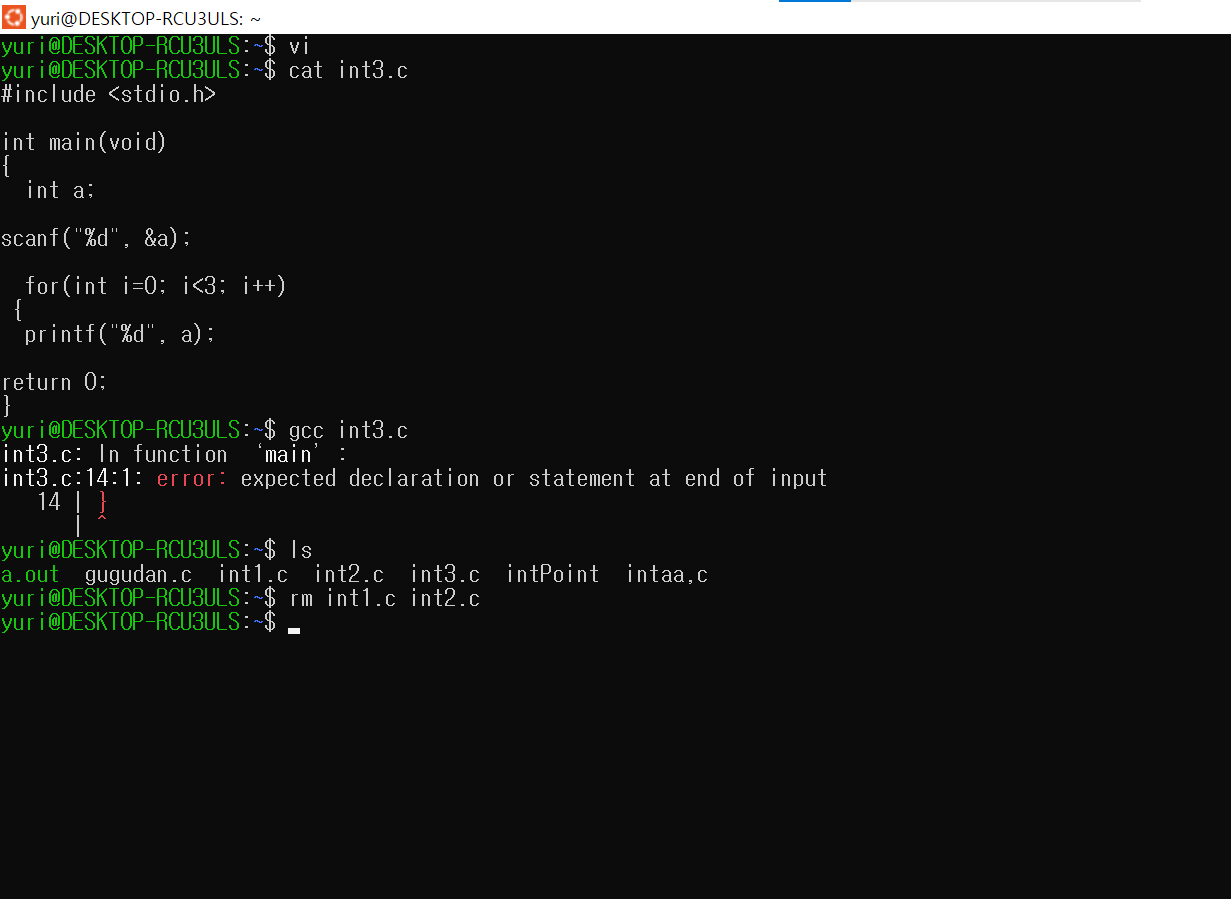 yuri@DESKTOP-RCU3ULS: ~
yuri@DESKTOP-RCU3ULS:~$ vi
yuri@DESKTOP-RCU3ULS:~$ cat int3.c
#include <stdio.h>
int main(void)
{
int a;
scanf("%d", &a);
for(int i=0; i<3; i++)
{
printf("%d", a);
return 0;
}
yuri@DESKTOP-RCU3ULS:~$ gcc int3.c
int3.c: In function ‘main’:
int3.c:14:1: error: expected declaration or statement at end of input
14 | }
| ^
yuri@DESKTOP-RCU3ULS:~$ ls
a.out gugudan.c int1.c int2.c int3.c intPoint intaa,c
yuri@DESKTOP-RCU3ULS:~$ rm int1.c int2.c
yuri@DESKTOP-RCU3ULS:~$